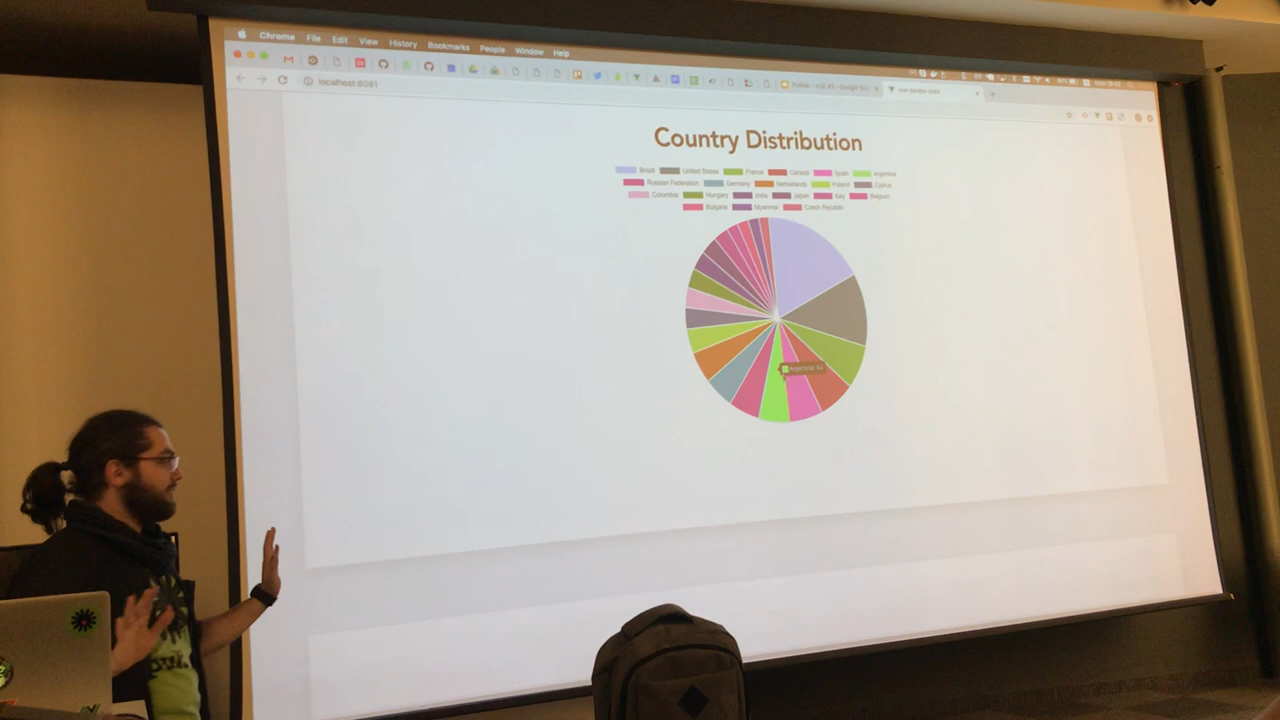 Chrome File Edit View History Bookmarks People Window Help
localhost:8081
Country Distribution
Brazil United States France Canada Spain Argentina
Russian Federation Germany Netherlands Poland Cyprus
Colombia Hungary India Japan Italy Belgium
Bulgaria Myanmar Czech Republic
Argentina: